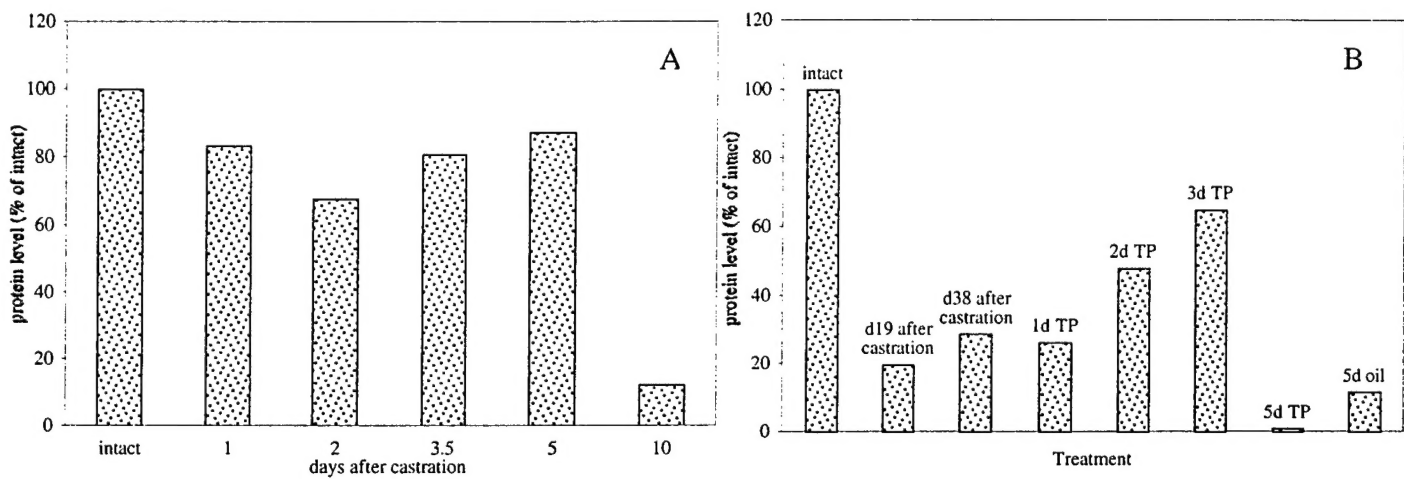 120
100
80
60
40
20
0
protein level (% of intact)
A
intact 1 2 3.5 5 10
days after castration
120
100
80
60
40
20
0
protein level (% of intact)
B
intact
d19 after
castration
d38 after
castration
1d TP
2d TP
3d TP
5d TP
5d oil
Treatment